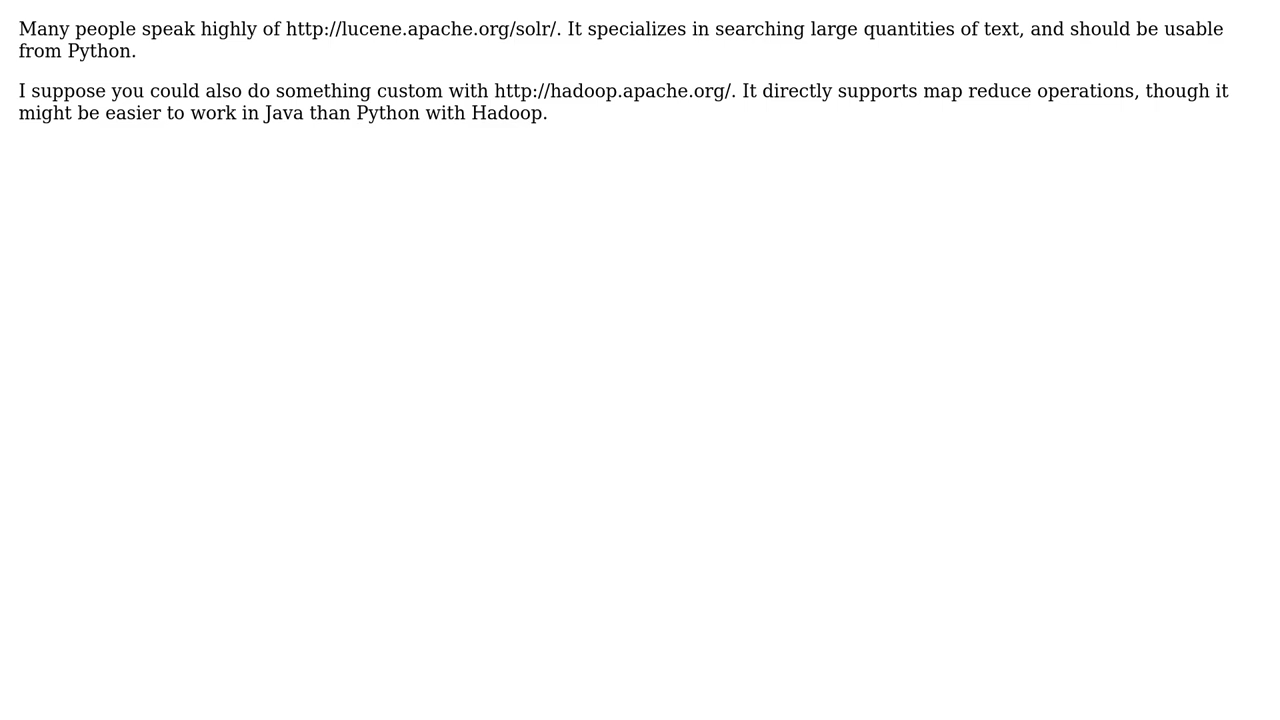 Many people speak highly of http://lucene.apache.org/solr/. It specializes in searching large quantities of text, and should be usable
from Python.
I suppose you could also do something custom with http://hadoop.apache.org/. It directly supports map reduce operations, though it
might be easier to work in Java than Python with Hadoop.